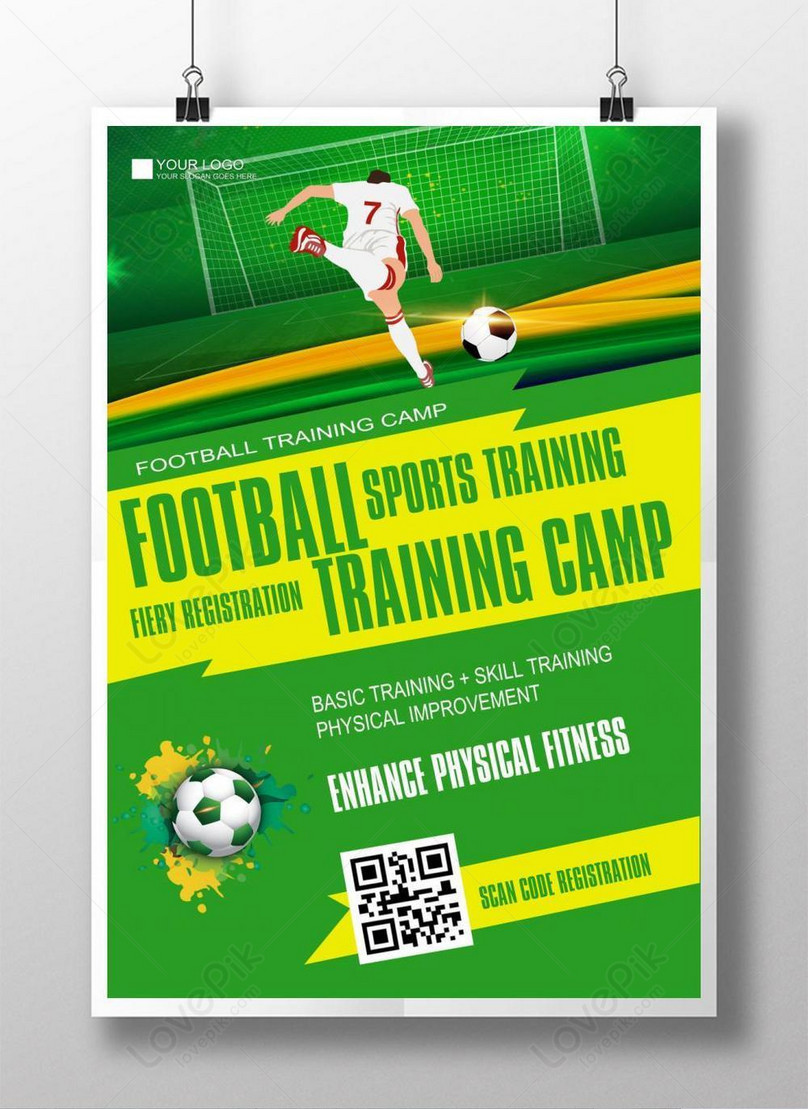 YOUR LOGO
YOUR SLOGAN GOES HERE
7
FOOTBALL TRAINING CAMP
FOOTBALL SPORTS TRAINING
FIERY REGISTRATION TRAINING CAMP
BASIC TRAINING + SKILL TRAINING
PHYSICAL IMPROVEMENT
ENHANCE PHYSICAL FITNESS
SCAN CODE REGISTRATION
LovePik
lovepik.com